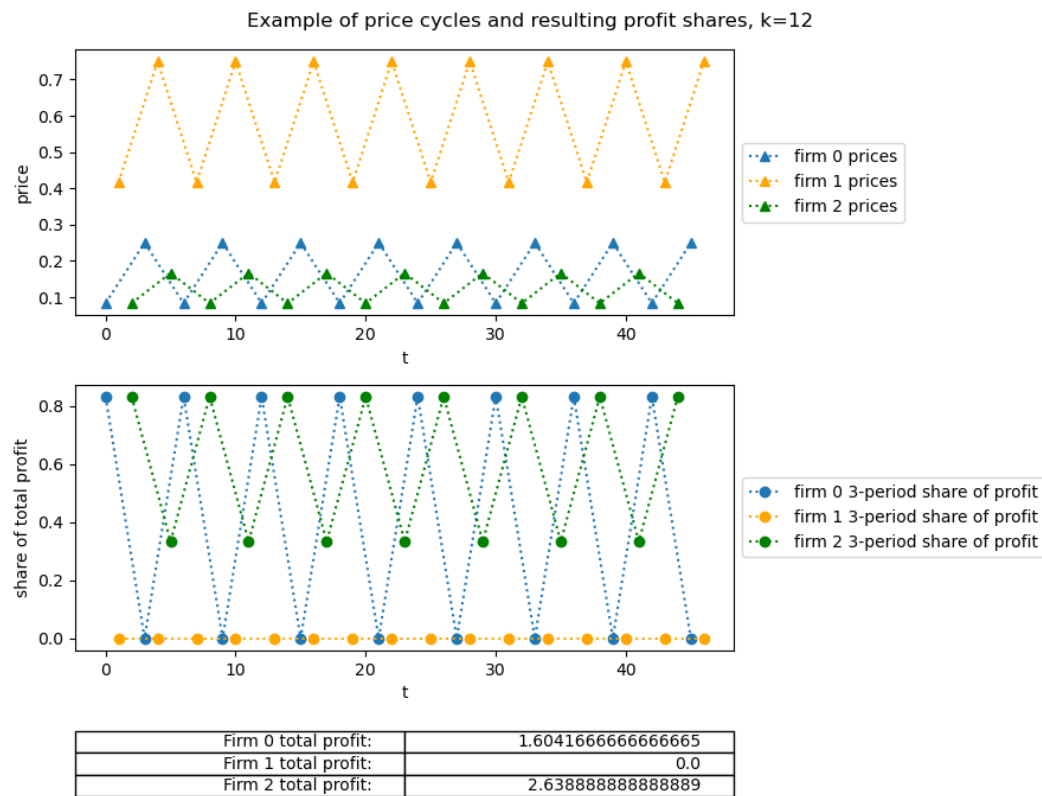 Example of price cycles and resulting profit shares, k=12
0.7
0.6
0.5
0.4
0.3
0.2
0.1
price
0 10 20 30 40
t
firm 0 prices
firm 1 prices
firm 2 prices
0.8
0.6
0.4
0.2
0.0
share of total profit
0 10 20 30 40
t
firm 0 3-period share of profit
firm 1 3-period share of profit
firm 2 3-period share of profit
Firm 0 total profit: 1.6041666666666665
Firm 1 total profit: 0.0
Firm 2 total profit: 2.638888888888889